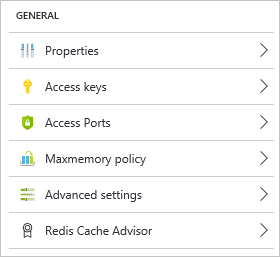 GENERAL
Properties
Access keys
Access Ports
Maxmemory policy
Advanced settings
Redis Cache Advisor